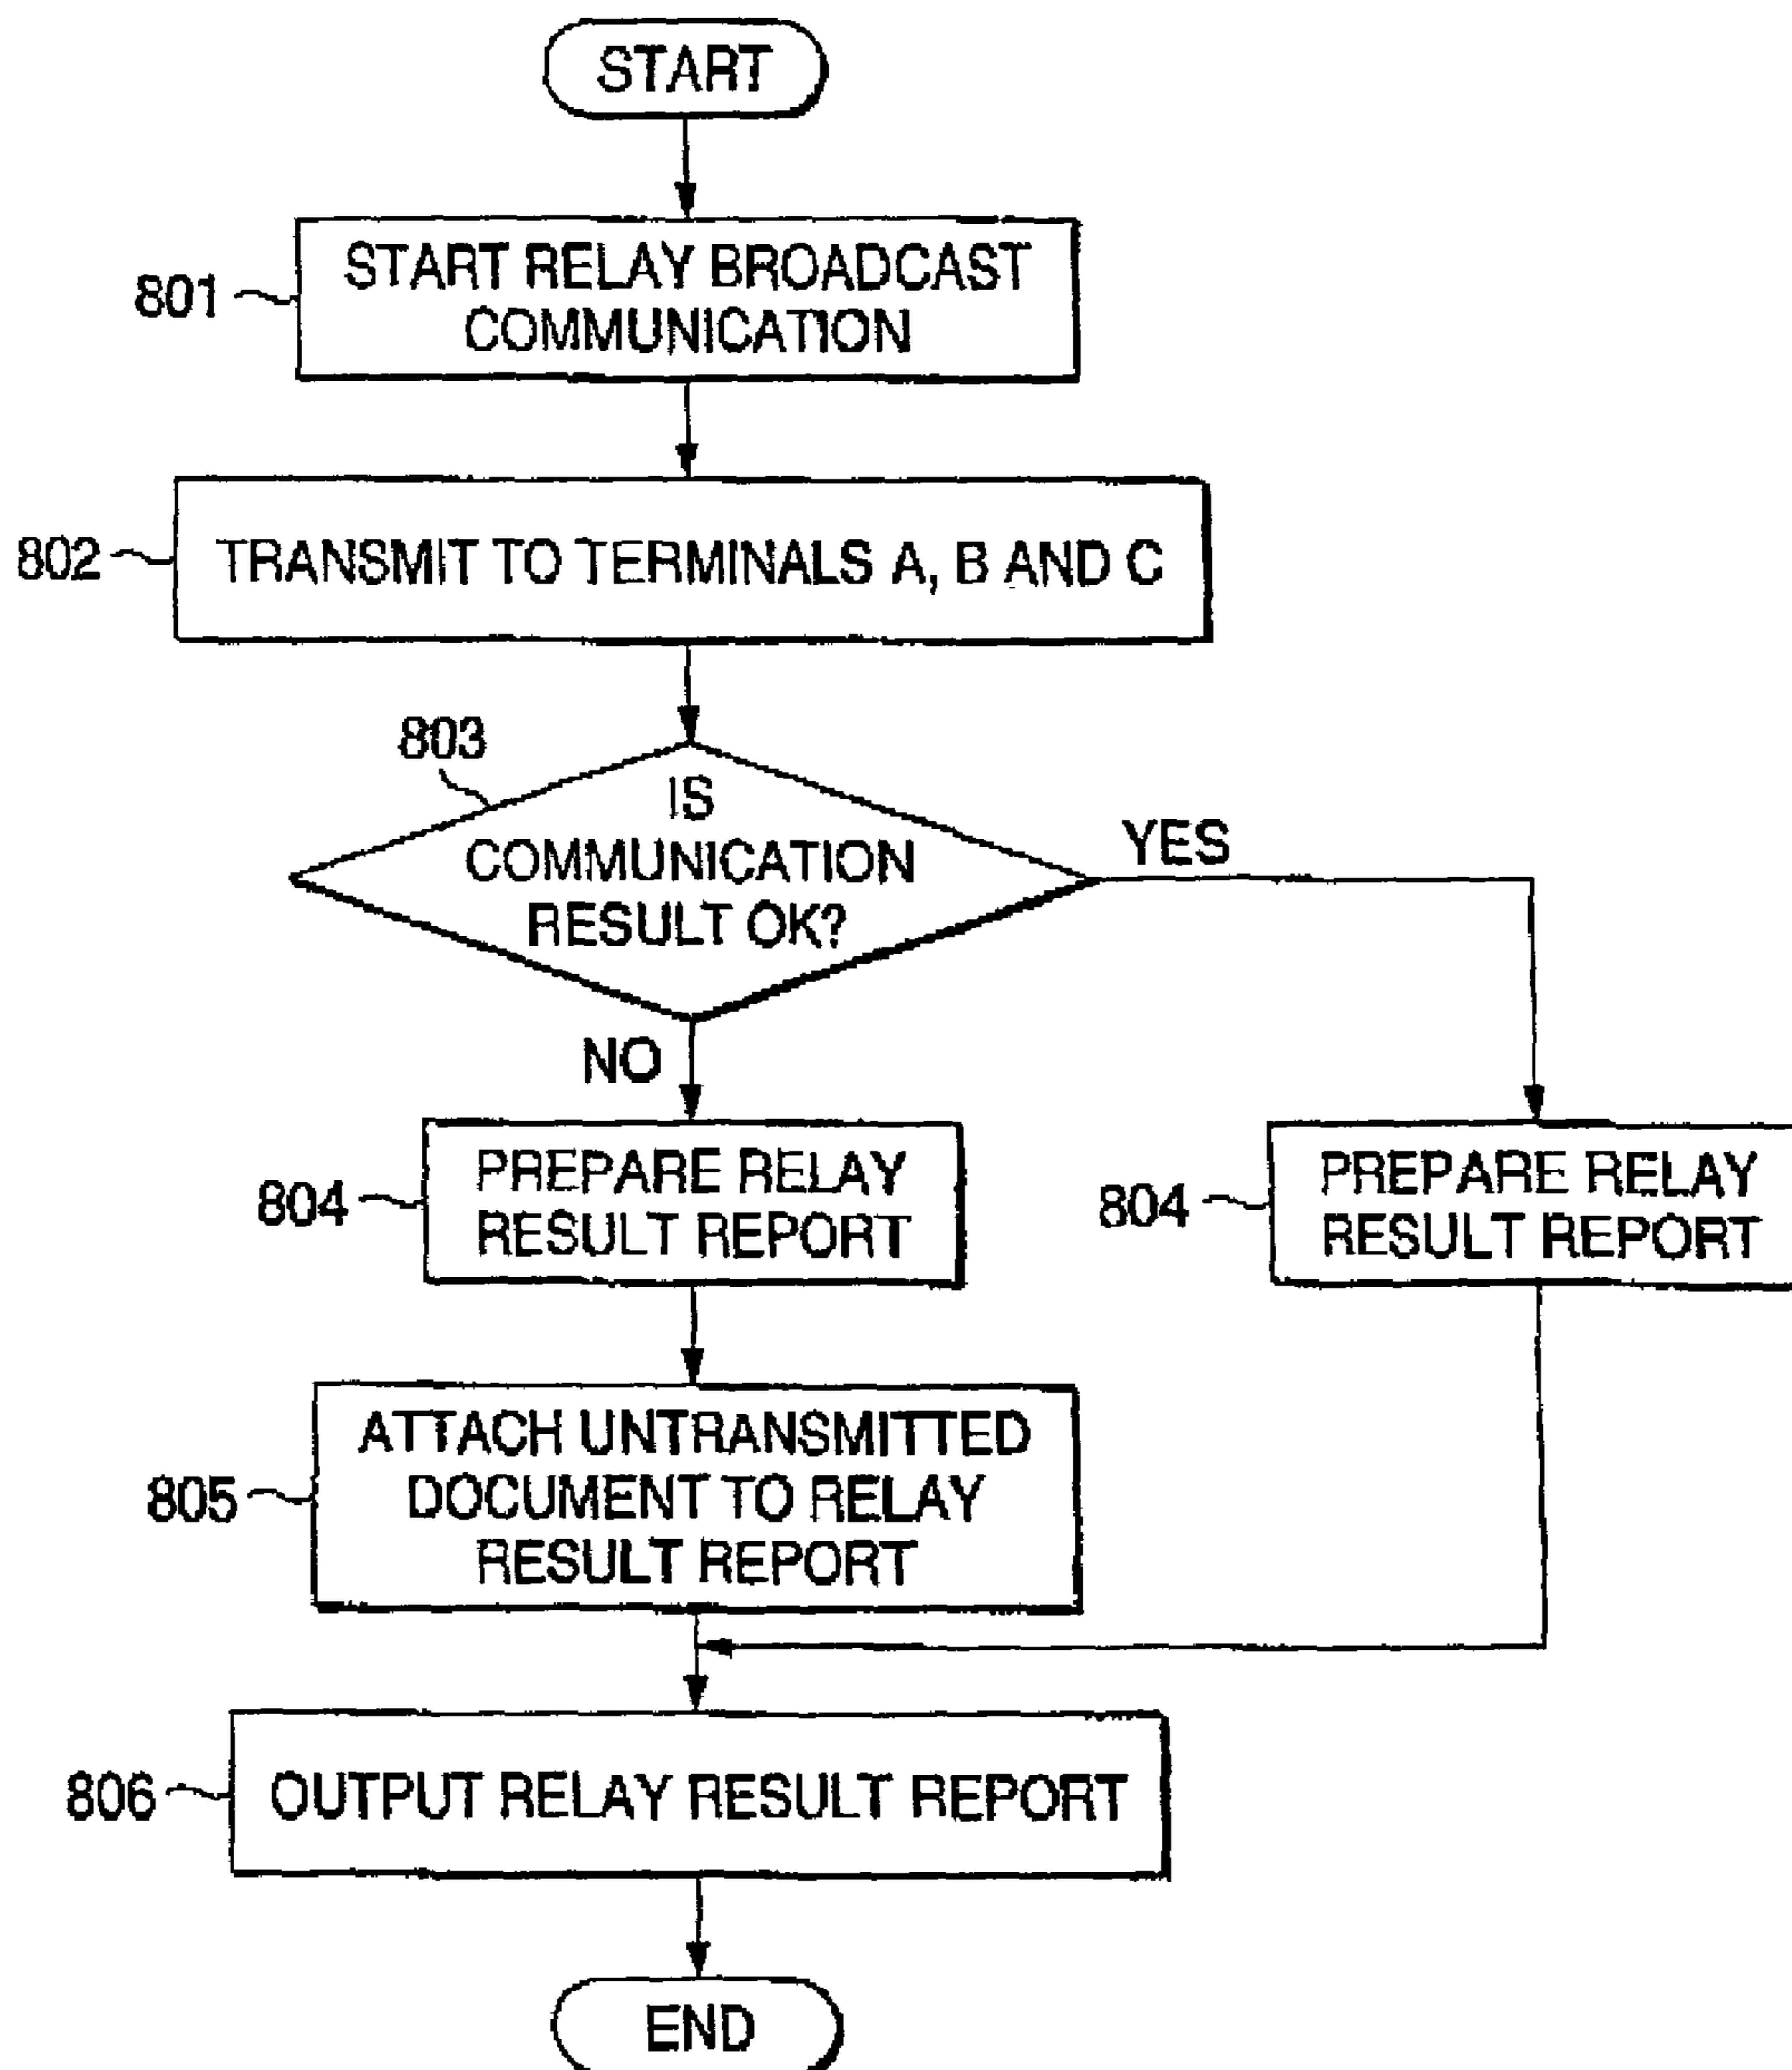 START
801
START RELAY BROADCAST
COMMUNICATION
802
TRANSMIT TO TERMINALS A, B AND C
803
IS
COMMUNICATION
RESULT OK?
YES
NO
804
PREPARE RELAY
RESULT REPORT
804
PREPARE RELAY
RESULT REPORT
805
ATTACH UNTRANSMITTED
DOCUMENT TO RELAY
RESULT REPORT
806
OUTPUT RELAY RESULT REPORT
END